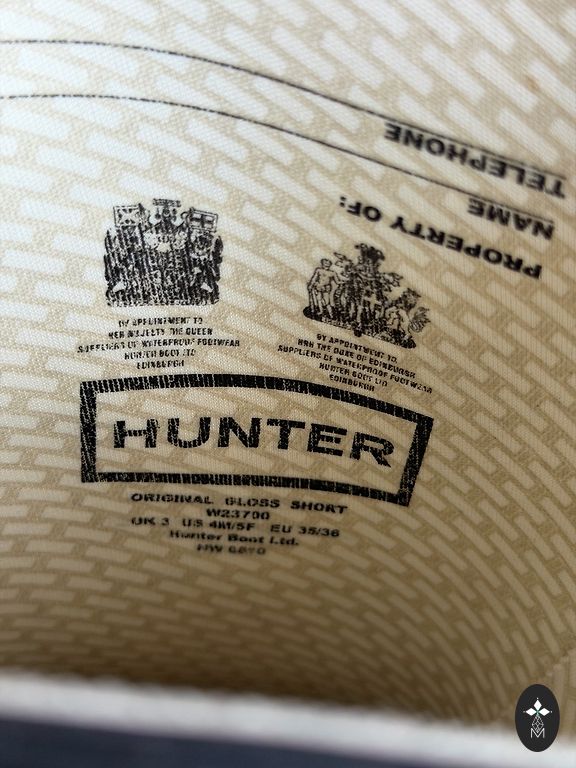 TELEPHONE
NAME
PROPERTY OF:
BY APPOINTMENT TO
HER MAJESTY THE QUEEN
SUPPLIERS OF WATERPROOF FOOTWEAR
HUNTER BOOT LTD
EDINBURGH
BY APPOINTMENT TO
HRH THE DUKE OF EDINBURGH
SUPPLIERS OF WATERPROOF FOOTWEAR
HUNTER BOOT LTD
EDINBURGH
HUNTER
ORIGINAL GLOSS SHORT
W23700
UK 3 US 4M/5F EU 35/36
Hunter Boot Ltd.
M